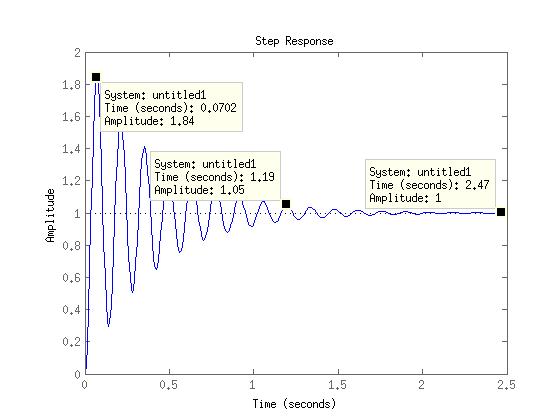 Step Response
2
1.8
1.6
1.4
1.2
1
0.8
0.6
0.4
0.2
0
Amplitude
System: untitled1
Time (seconds): 0.0702
Amplitude: 1.84
System: untitled1
Time (seconds): 1.19
Amplitude: 1.05
System: untitled1
Time (seconds): 2.47
Amplitude: 1
0
0.5
1
1.5
2
2.5
Time (seconds)